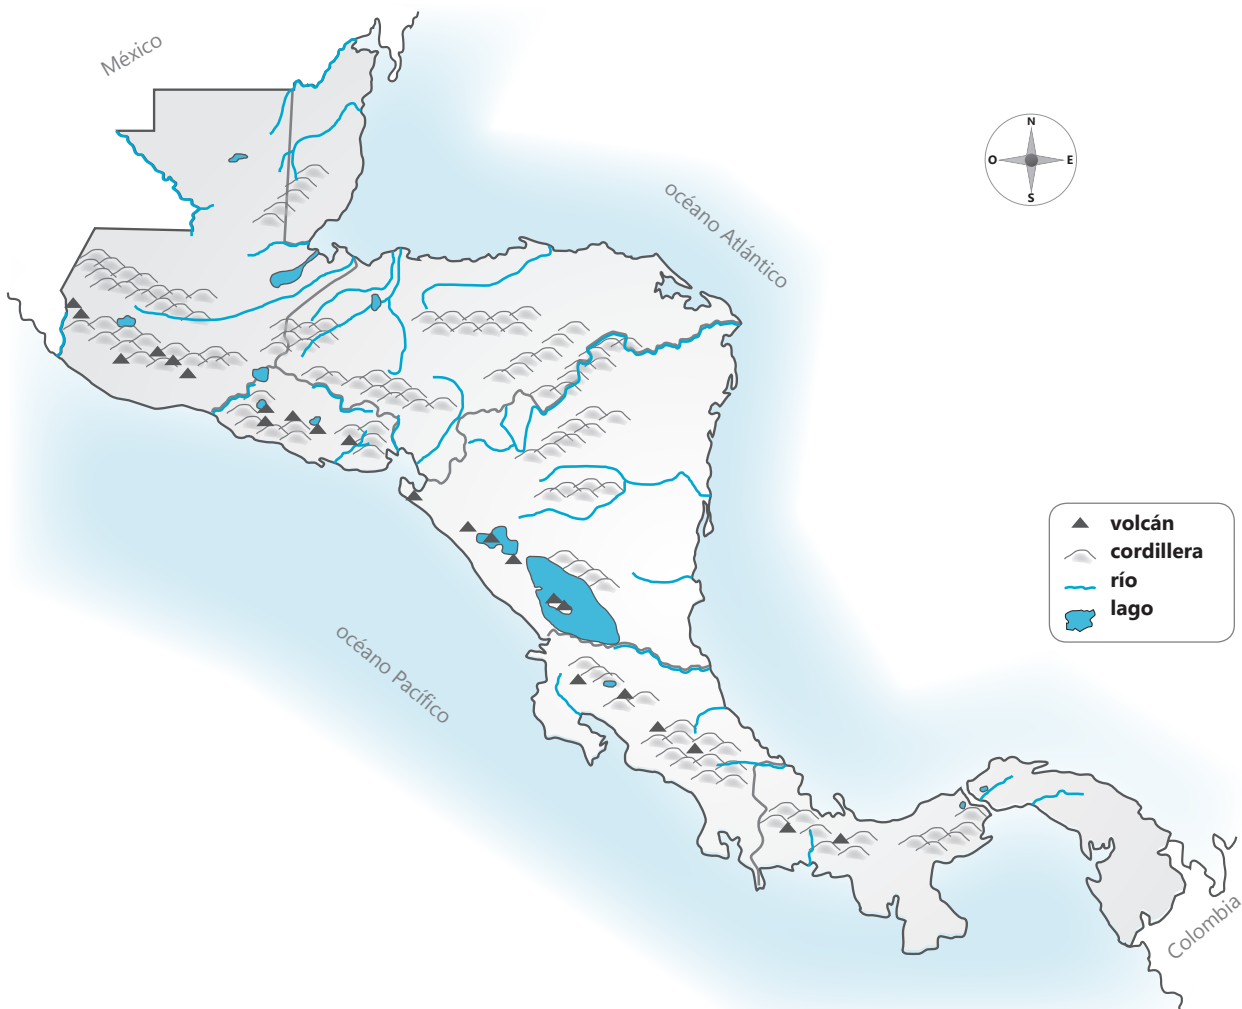 México
N
O
E
S
océano Atlántico
volcán
cordillera
río
lago
océano Pacífico
Colombia